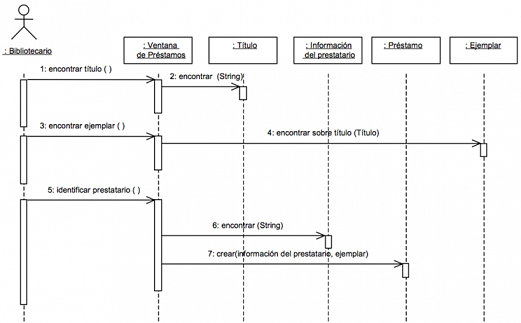 : Bibliotecario
: Ventana
de Préstamos
: Título
: Información
del prestatario
: Préstamo
: Ejemplar
1: encontrar título ( )
2: encontrar (String)
3: encontrar ejemplar ( )
4: encontrar sobre título (Título)
5: identificar prestatario ( )
6: encontrar (String)
7: crear(información del prestatario, ejemplar)